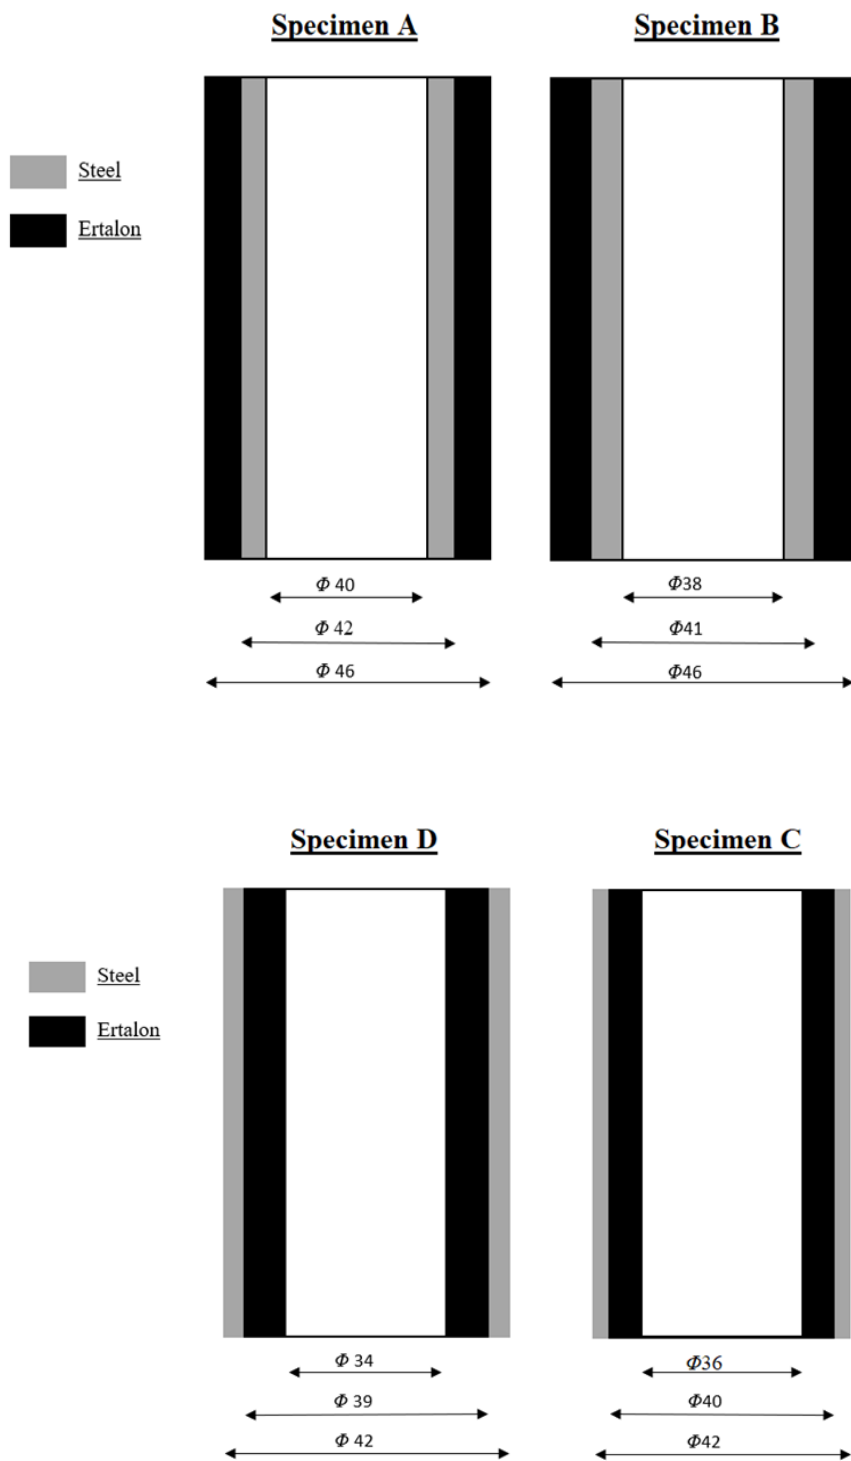 Specimen A
Specimen B
Steel
Ertalon
Φ 40
Φ38
Φ 42
Φ41
Φ 46
Φ46
Specimen D
Specimen C
Steel
Ertalon
Φ 34
Φ36
Φ 39
Φ40
Φ 42
Φ42